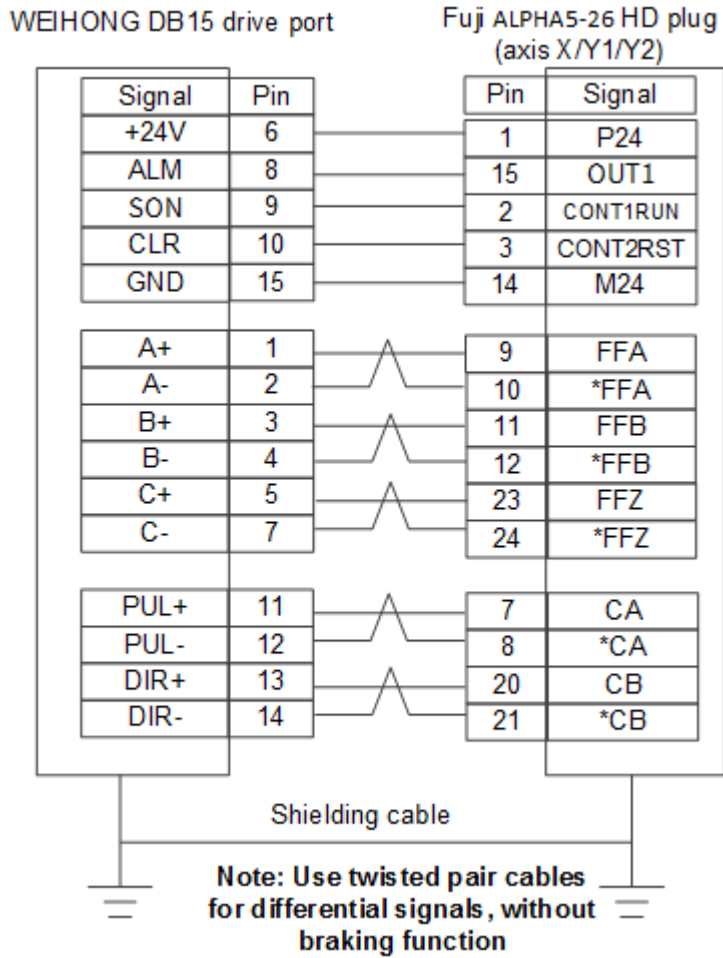 WEIHONG DB15 drive port
Fuji ALPHA5-26 HD plug
(axis X/Y1/Y2)
Signal Pin Pin Signal
+24V 6 1 P24
ALM 8 15 OUT1
SON 9 2 CONT1RUN
CLR 10 3 CONT2RST
GND 15 14 M24
A+ 1 9 FFA
A- 2 10 *FFA
B+ 3 11 FFB
B- 4 12 *FFB
C+ 5 23 FFZ
C- 7 24 *FFZ
PUL+ 11 7 CA
PUL- 12 8 *CA
DIR+ 13 20 CB
DIR- 14 21 *CB
Shielding cable
Note: Use twisted pair cables
for differential signals, without
braking function